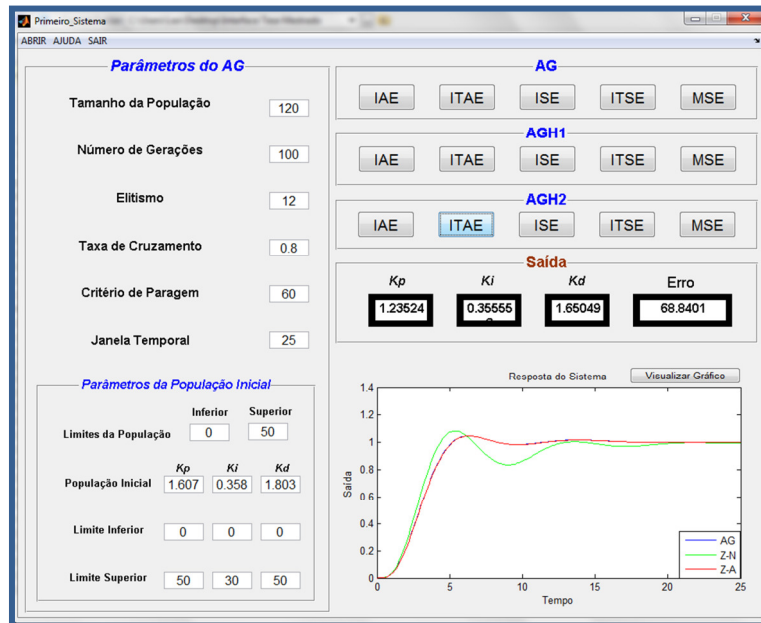 Primeiro_Sistema
ABRIR AJUDA SAIR
Parâmetros do AG
Tamanho da População 120
Número de Gerações 100
Elitismo 12
Taxa de Cruzamento 0.8
Critério de Paragem 60
Janela Temporal 25
Parâmetros da População Inicial
Inferior Superior
Limites da População 0 50
Kp Ki Kd
População Inicial 1.607 0.358 1.803
Limite Inferior 0 0 0
Limite Superior 50 30 50
AG
IAE ITAE ISE ITSE MSE
AGH1
IAE ITAE ISE ITSE MSE
AGH2
IAE ITAE ISE ITSE MSE
Saída
Kp Ki Kd Erro
1.23524 0.35555 1.65049 68.8401
Resposta do Sistema Visualizar Gráfico
1.4
1.2
1
0.8
0.6
0.4
0.2
0
Saída
0 5 10 15 20 25
Tempo
AG
Z-N
Z-A